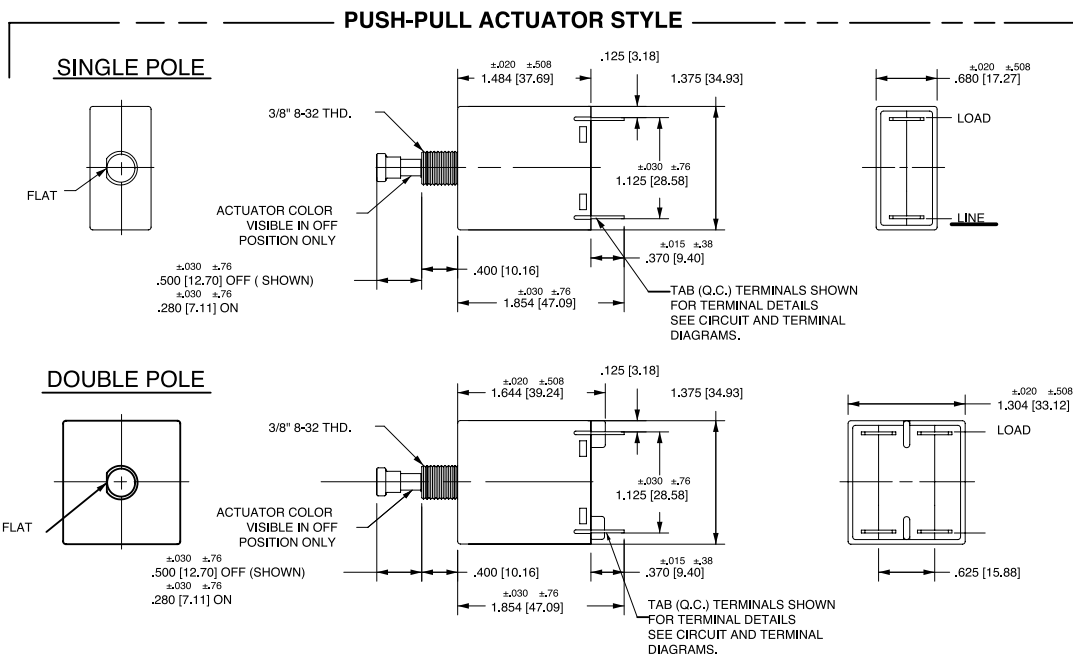 PUSH-PULL ACTUATOR STYLE
SINGLE POLE
FLAT
3/8" 8-32 THD.
ACTUATOR COLOR
VISIBLE IN OFF
POSITION ONLY
±.030 ±.76
.500 [12.70] OFF ( SHOWN)
±.030 ±.76
.280 [7.11] ON
±.020 ±.508
1.484 [37.69]
.125 [3.18]
1.375 [34.93]
±.030 ±.76
1.125 [28.58]
±.015 ±.38
.370 [9.40]
.400 [10.16]
±.030 ±.76
1.854 [47.09]
TAB (Q.C.) TERMINALS SHOWN
FOR TERMINAL DETAILS
SEE CIRCUIT AND TERMINAL
DIAGRAMS.
±.020 ±.508
.680 [17.27]
LOAD
LINE
DOUBLE POLE
FLAT
3/8" 8-32 THD.
ACTUATOR COLOR
VISIBLE IN OFF
POSITION ONLY
±.030 ±.76
.500 [12.70] OFF (SHOWN)
±.030 ±.76
.280 [7.11] ON
±.020 ±.508
1.644 [39.24]
.125 [3.18]
1.375 [34.93]
±.030 ±.76
1.125 [28.58]
±.015 ±.38
.370 [9.40]
.400 [10.16]
±.030 ±.76
1.854 [47.09]
TAB (Q.C.) TERMINALS SHOWN
FOR TERMINAL DETAILS
SEE CIRCUIT AND TERMINAL
DIAGRAMS.
±.020 ±.508
1.304 [33.12]
LOAD
.625 [15.88]